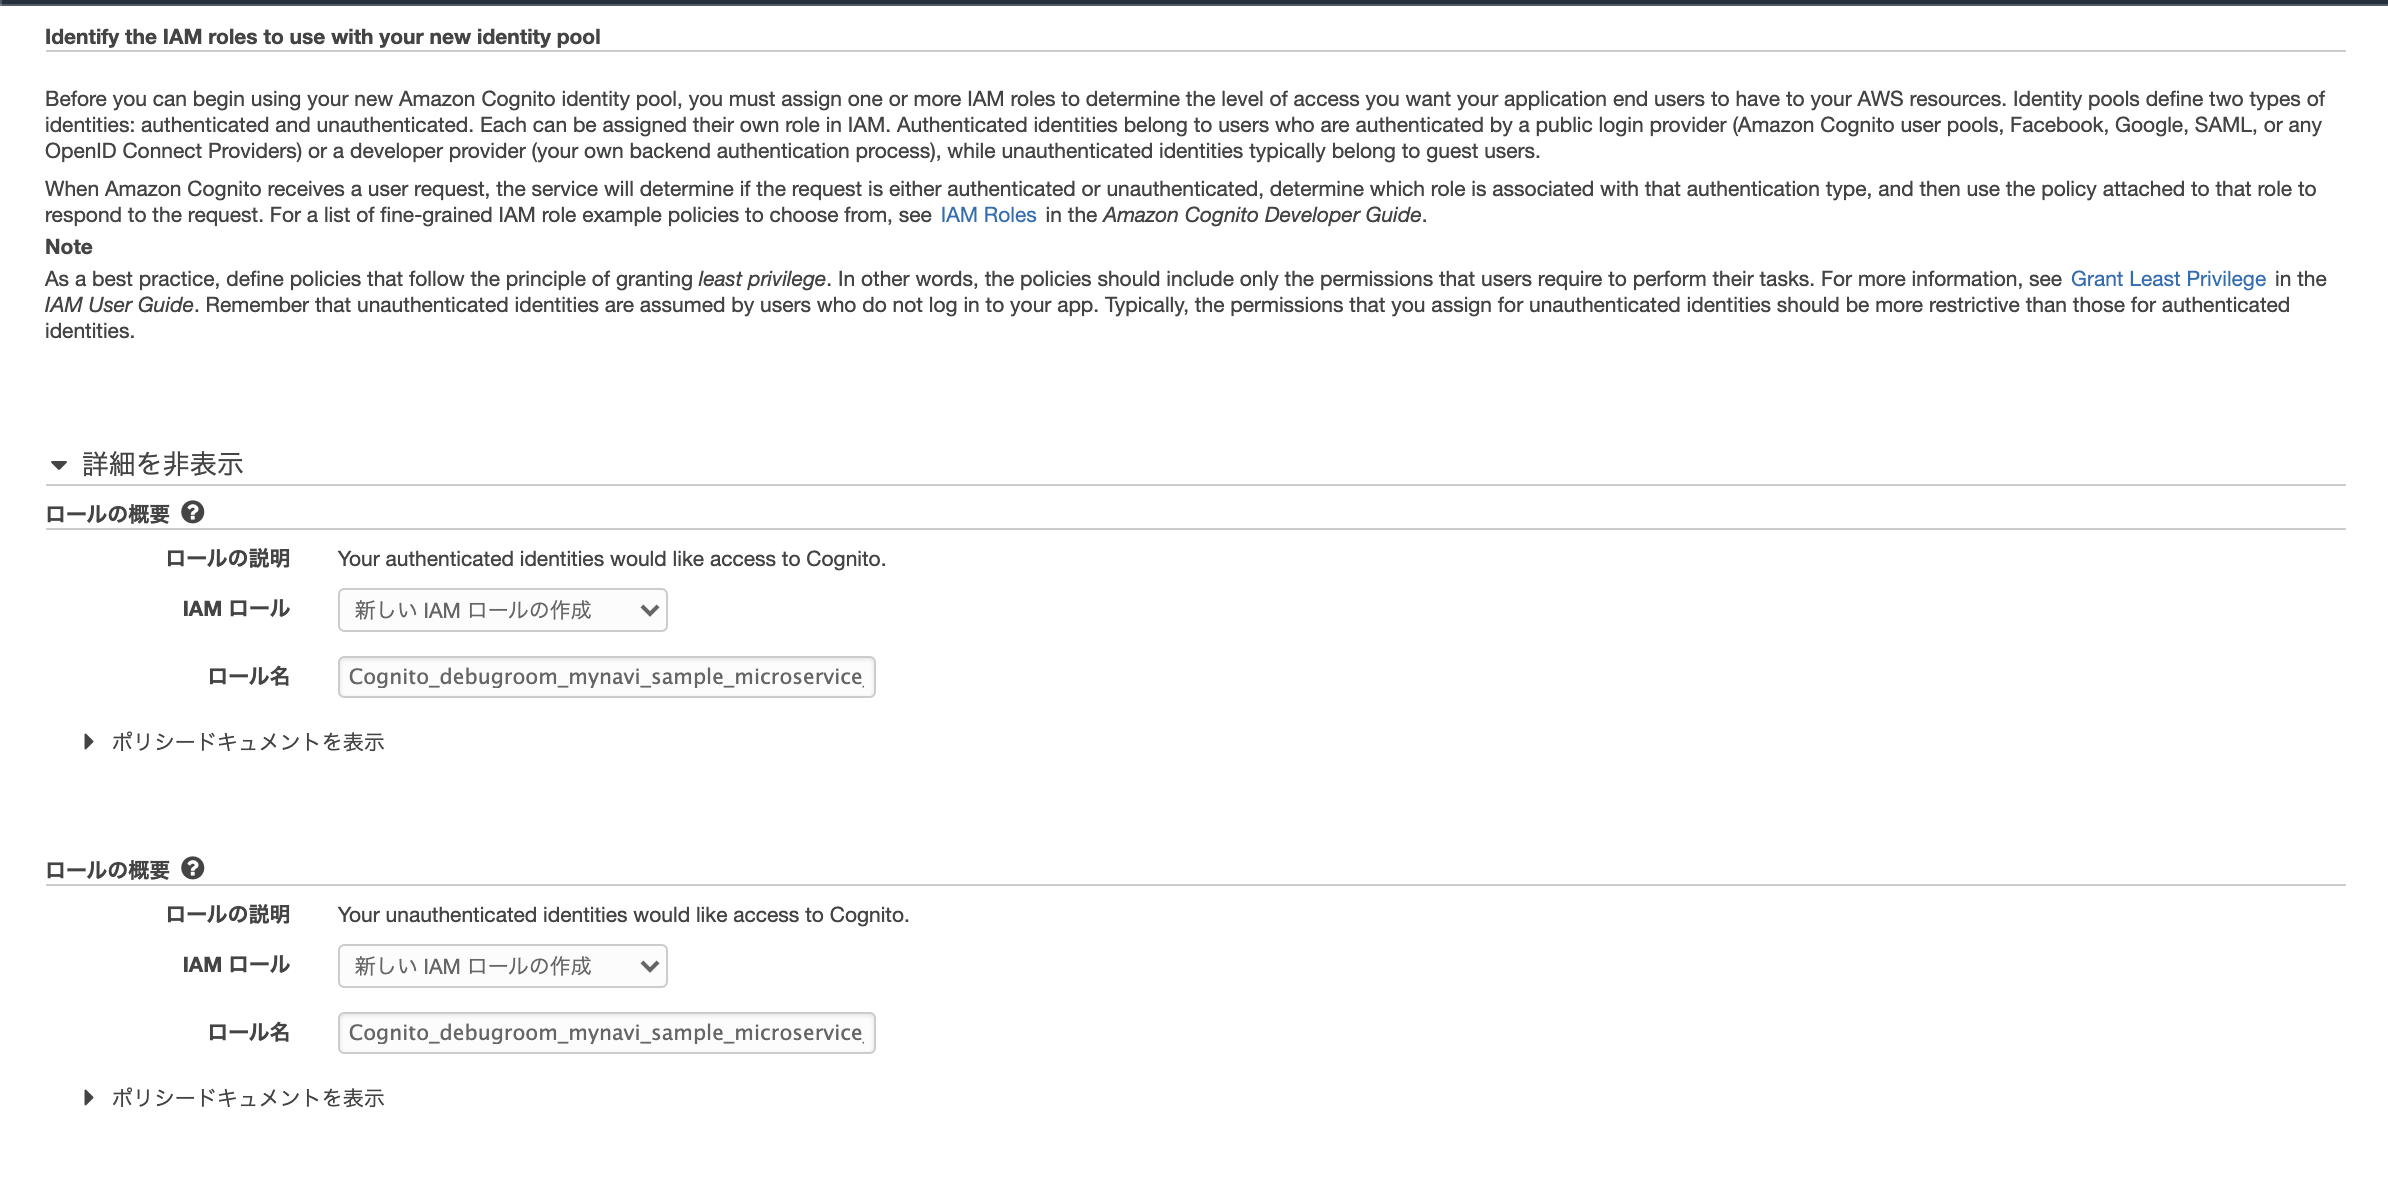 Identify the IAM roles to use with your new identity pool
Before you can begin using your new Amazon Cognito identity pool, you must assign one or more IAM roles to determine the level of access you want your application end users to have to your AWS resources. Identity pools define two types of
identities: authenticated and unauthenticated. Each can be assigned their own role in IAM. Authenticated identities belong to users who are authenticated by a public login provider (Amazon Cognito user pools, Facebook, Google, SAML, or any
OpenID Connect Providers) or a developer provider (your own backend authentication process), while unauthenticated identities typically belong to guest users.
When Amazon Cognito receives a user request, the service will determine if the request is either authenticated or unauthenticated, determine which role is associated with that authentication type, and then use the policy attached to that role to
respond to the request. For a list of fine-grained IAM role example policies to choose from, see IAM Roles in the Amazon Cognito Developer Guide.
Note
As a best practice, define policies that follow the principle of granting least privilege. In other words, the policies should include only the permissions that users require to perform their tasks. For more information, see Grant Least Privilege in the
IAM User Guide. Remember that unauthenticated identities are assumed by users who do not log in to your app. Typically, the permissions that you assign for unauthenticated identities should be more restrictive than those for authenticated
identities.
詳細を非表示
ロールの概要
ロールの説明 Your authenticated identities would like access to Cognito.
IAM ロール 新しい IAM ロールの作成
ロール名 Cognito_debugroom_mynavi_sample_microservice_
ポリシードキュメントを表示
ロールの概要
ロールの説明 Your unauthenticated identities would like access to Cognito.
IAM ロール 新しい IAM ロールの作成
ロール名 Cognito_debugroom_mynavi_sample_microservice_
ポリシードキュメントを表示